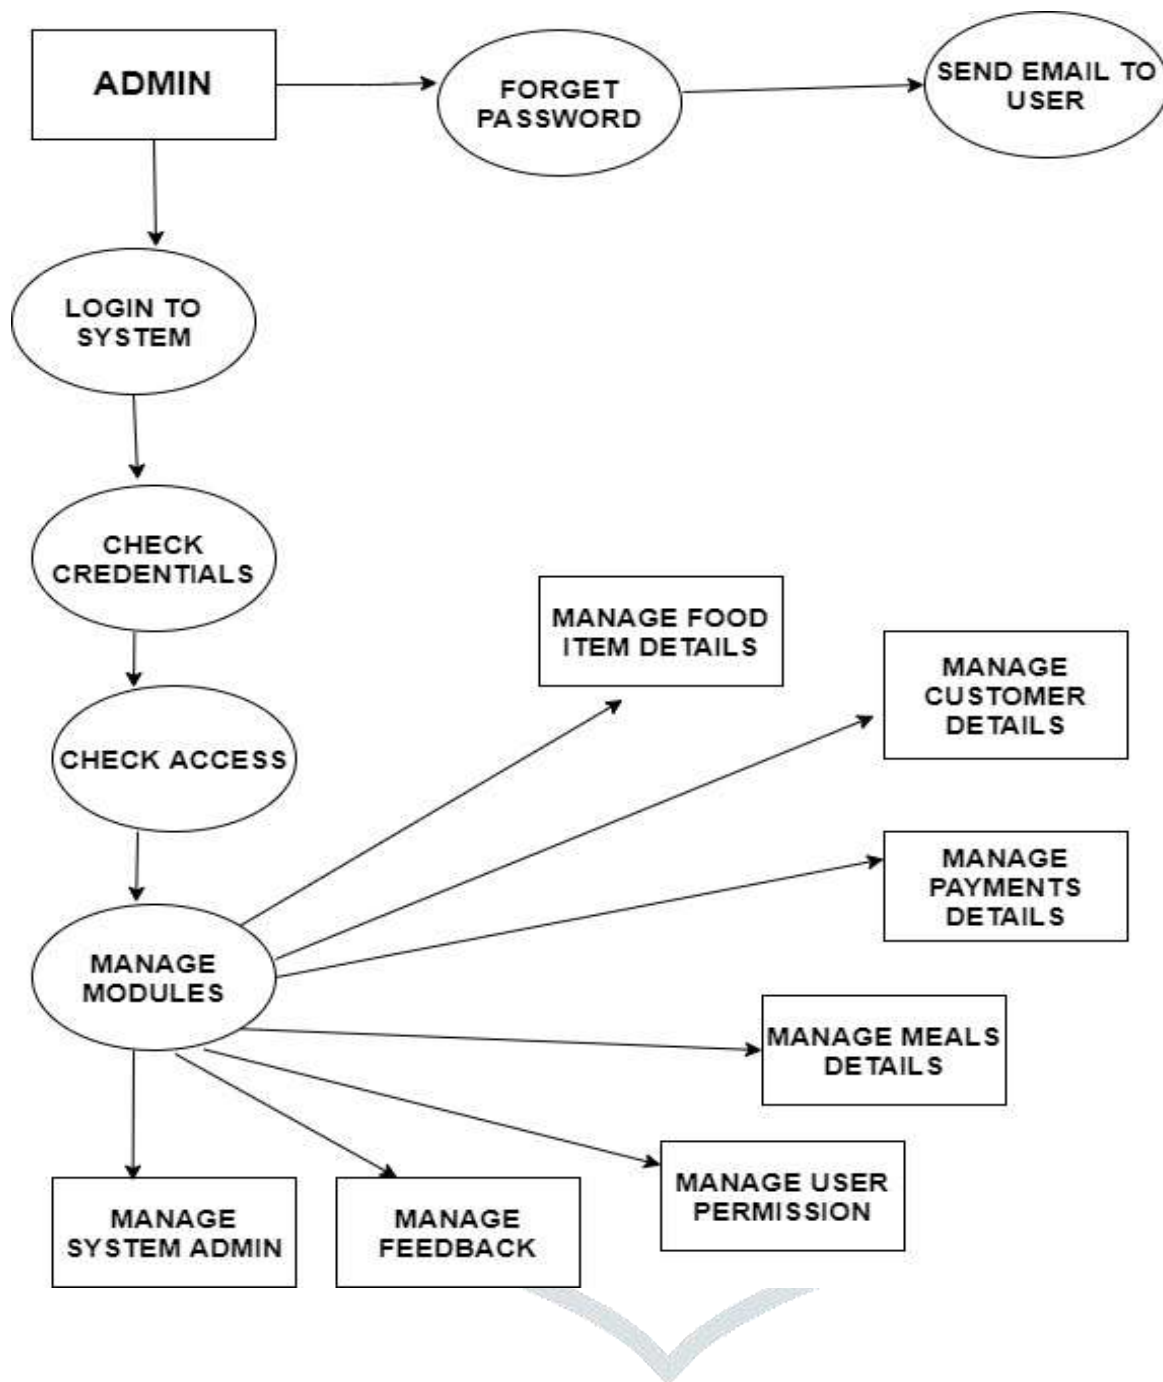 ADMIN
FORGET
PASSWORD
SEND EMAIL TO
USER
LOGIN TO
SYSTEM
CHECK
CREDENTIALS
CHECK ACCESS
MANAGE
MODULES
MANAGE FOOD
ITEM DETAILS
MANAGE
CUSTOMER
DETAILS
MANAGE
PAYMENTS
DETAILS
MANAGE MEALS
DETAILS
MANAGE USER
PERMISSION
MANAGE
FEEDBACK
MANAGE
SYSTEM ADMIN